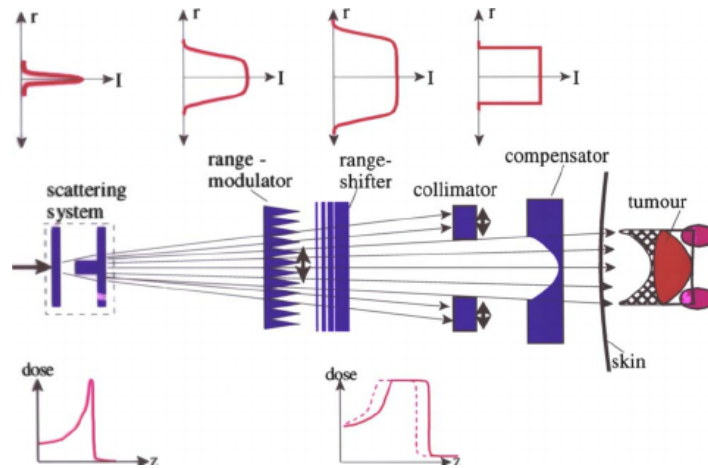 r
r
r
r
I
I
I
I
scattering
system
range -
modulator
range-
shifter
collimator
compensator
tumour
skin
dose
z
dose
z